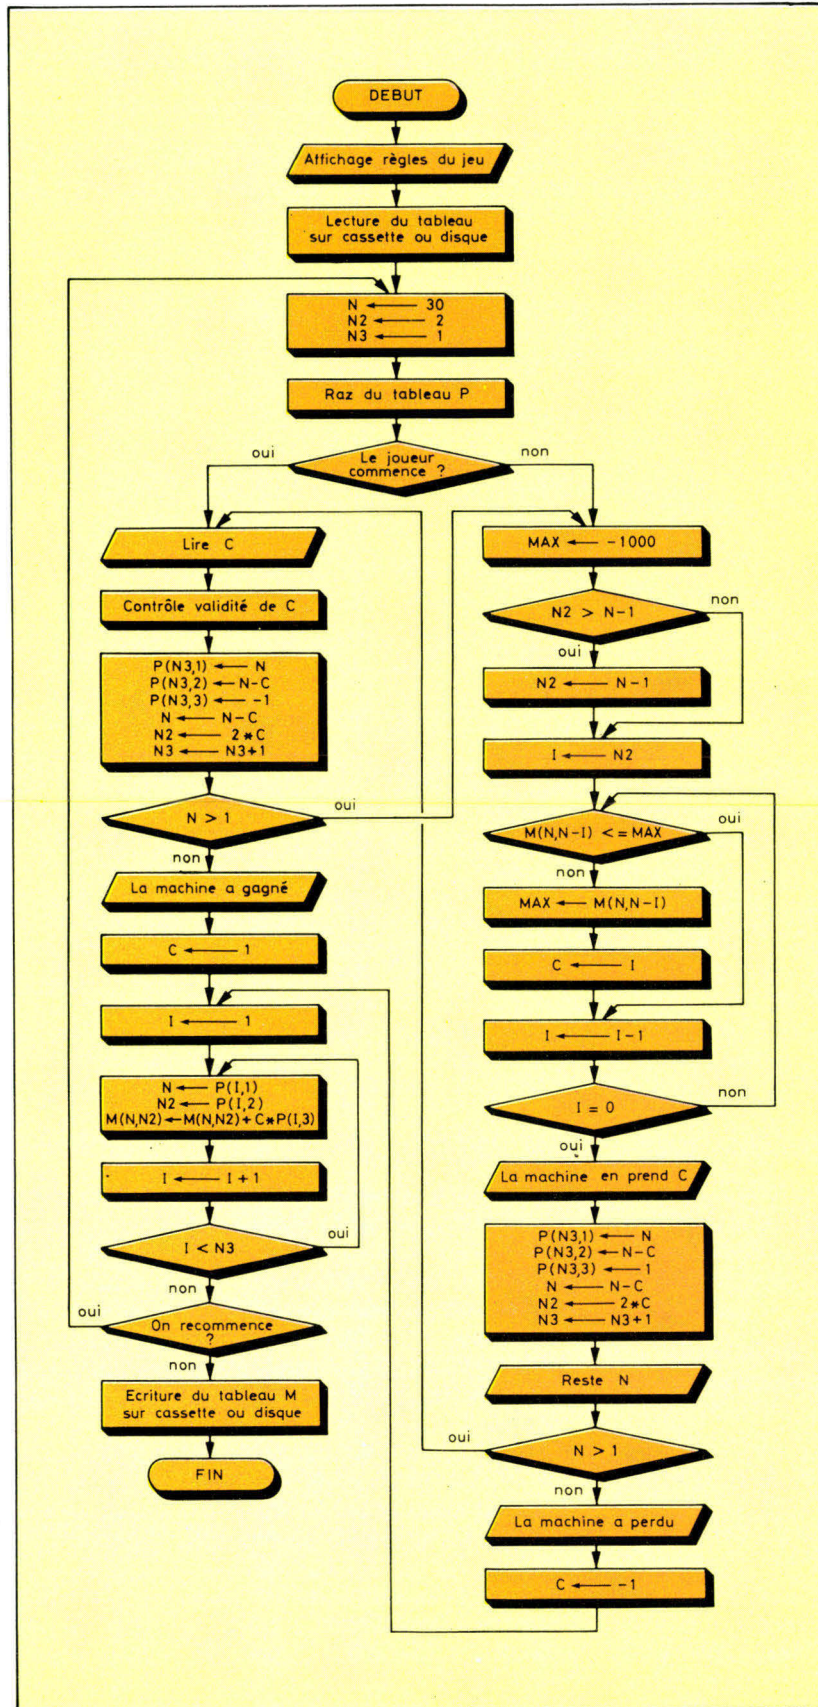 DEBUT
Affichage règles du jeu
Lecture du tableau
sur cassette ou disque
N ← 30
N2 ← 2
N3 ← 1
Raz du tableau P
Le joueur
commence ?
oui
non
Lire C
Contrôle validité de C
P(N3,1) ← N
P(N3,2) ← N-C
P(N3,3) ← -1
N ← N-C
N2 ← 2*C
N3 ← N3+1
N > 1
oui
non
La machine a gagné
C ← 1
I ← 1
N ← P(I,1)
N2 ← P(I,2)
M(N,N2) ← M(N,N2)+C*P(I,3)
I ← I+1
I < N3
oui
non
On recommence
?
oui
non
Ecriture du tableau M
sur cassette ou disque
FIN
MAX ← -1000
N2 > N-1
non
oui
N2 ← N-1
I ← N2
M(N,N-I) <= MAX
oui
non
MAX ← M(N,N-I)
C ← I
I ← I-1
I = 0
non
oui
La machine en prend C
P(N3,1) ← N
P(N3,2) ← N-C
P(N3,3) ← 1
N ← N-C
N2 ← 2*C
N3 ← N3+1
Reste N
N > 1
oui
non
La machine a perdu
C ← -1